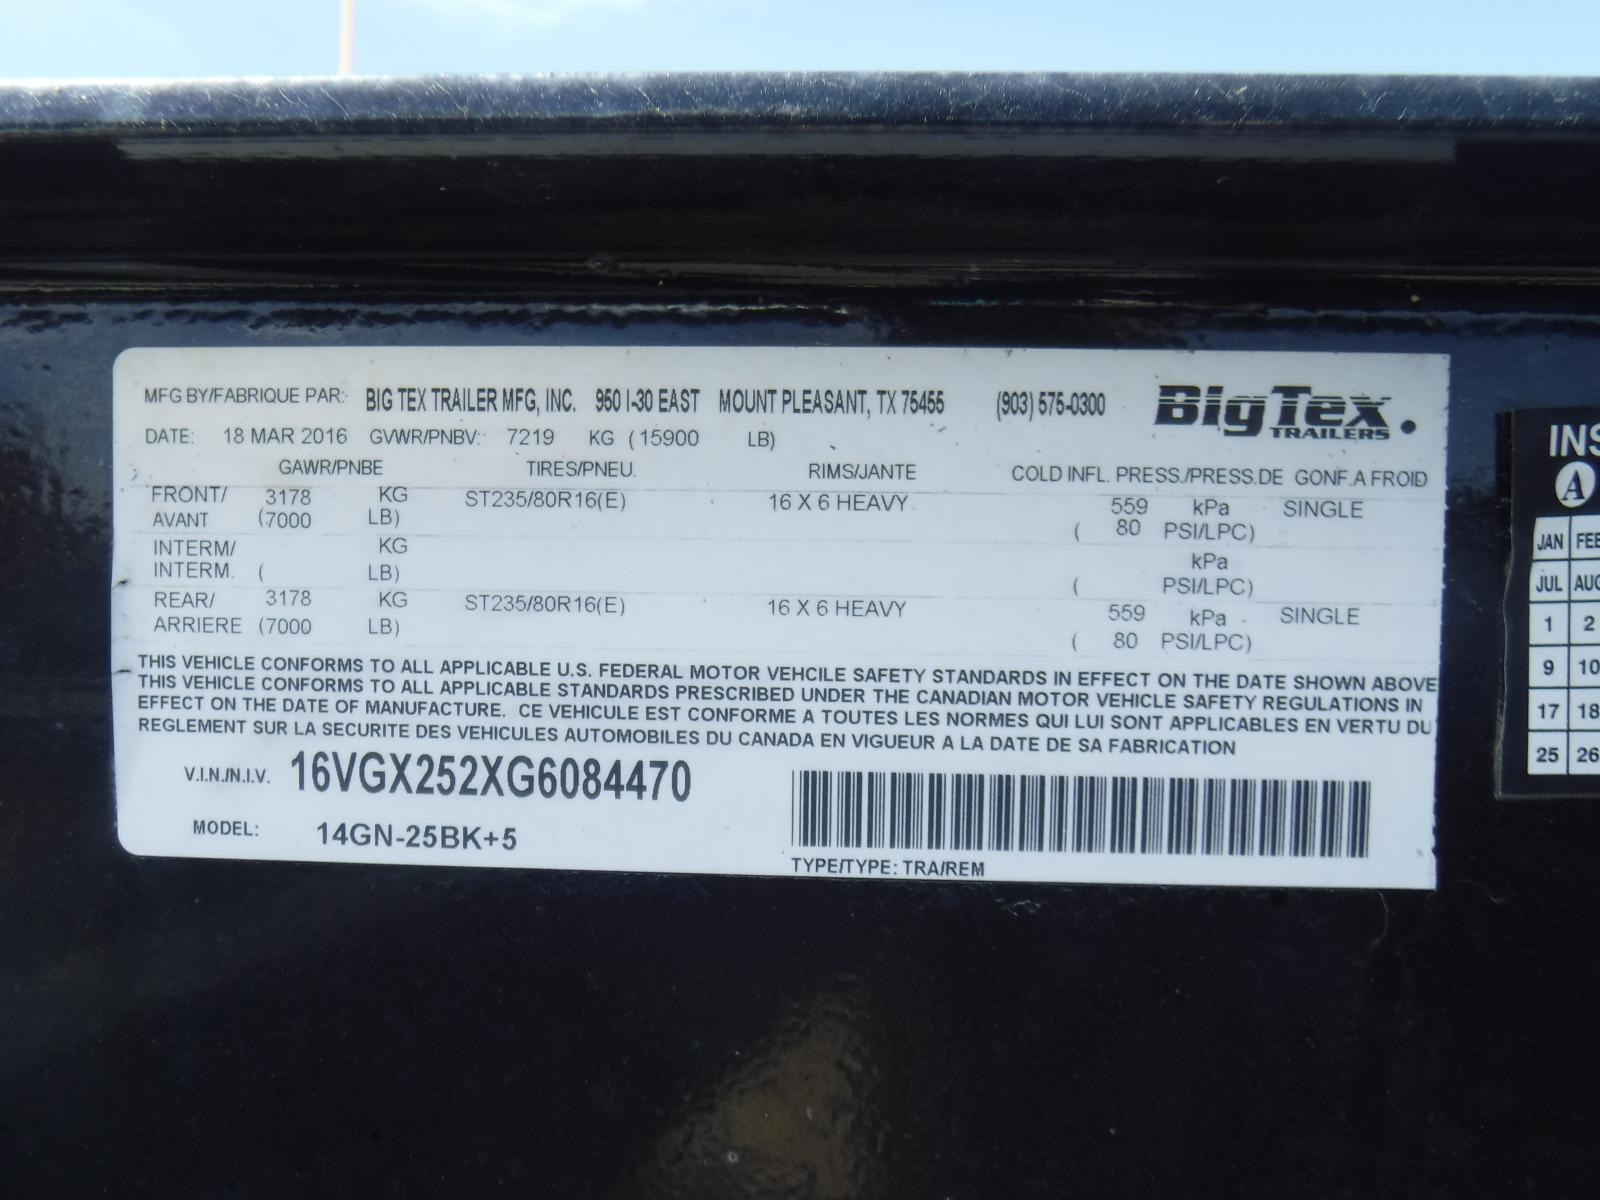 MFG BY/FABRIQUE PAR: BIG TEX TRAILER MFG, INC. 950 I-30 EAST MOUNT PLEASANT, TX 75455 (903) 575-0300 BigTex TRAILERS
DATE: 18 MAR 2016 GVWR/PNBV: 7219 KG (15900 LB)
GAWR/PNBE TIRES/PNEU. RIMS/JANTE COLD INFL. PRESS./PRESS.DE GONF.A FROID
FRONT/ 3178 KG ST235/80R16(E) 16 X 6 HEAVY 559 kPa SINGLE
AVANT (7000 LB) ( 80 PSI/LPC)
INTERM/ KG kPa
INTERM. ( LB) ( PSI/LPC)
REAR/ 3178 KG ST235/80R16(E) 16 X 6 HEAVY 559 kPa SINGLE
ARRIERE (7000 LB) ( 80 PSI/LPC)
THIS VEHICLE CONFORMS TO ALL APPLICABLE U.S. FEDERAL MOTOR VEHCILE SAFETY STANDARDS IN EFFECT ON THE DATE SHOWN ABOVE
THIS VEHICLE CONFORMS TO ALL APPLICABLE STANDARDS PRESCRIBED UNDER THE CANADIAN MOTOR VEHICLE SAFETY REGULATIONS IN
EFFECT ON THE DATE OF MANUFACTURE. CE VEHICULE EST CONFORME A TOUTES LES NORMES QUI LUI SONT APPLICABLES EN VERTU DU
REGLEMENT SUR LA SECURITE DES VEHICULES AUTOMOBILES DU CANADA EN VIGUEUR A LA DATE DE SA FABRICATION
V.I.N./N.I.V. 16VGX252XG6084470
MODEL: 14GN-25BK+5
TYPE/TYPE: TRA/REM
INS
A
JAN FEB
JUL AUG
1 2
9 10
17 18
25 26